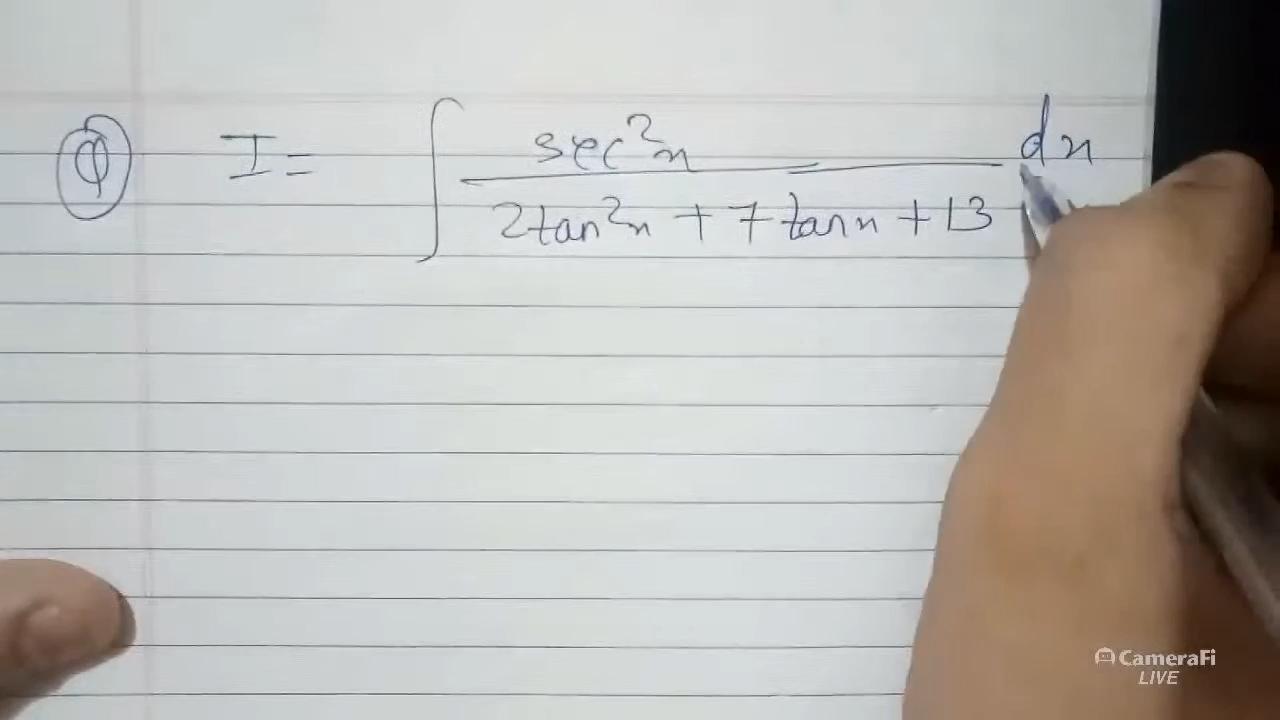 Q I = ∫ sec²x / (2tan²x + 7tanx + 13) dx
CameraFi
LIVE